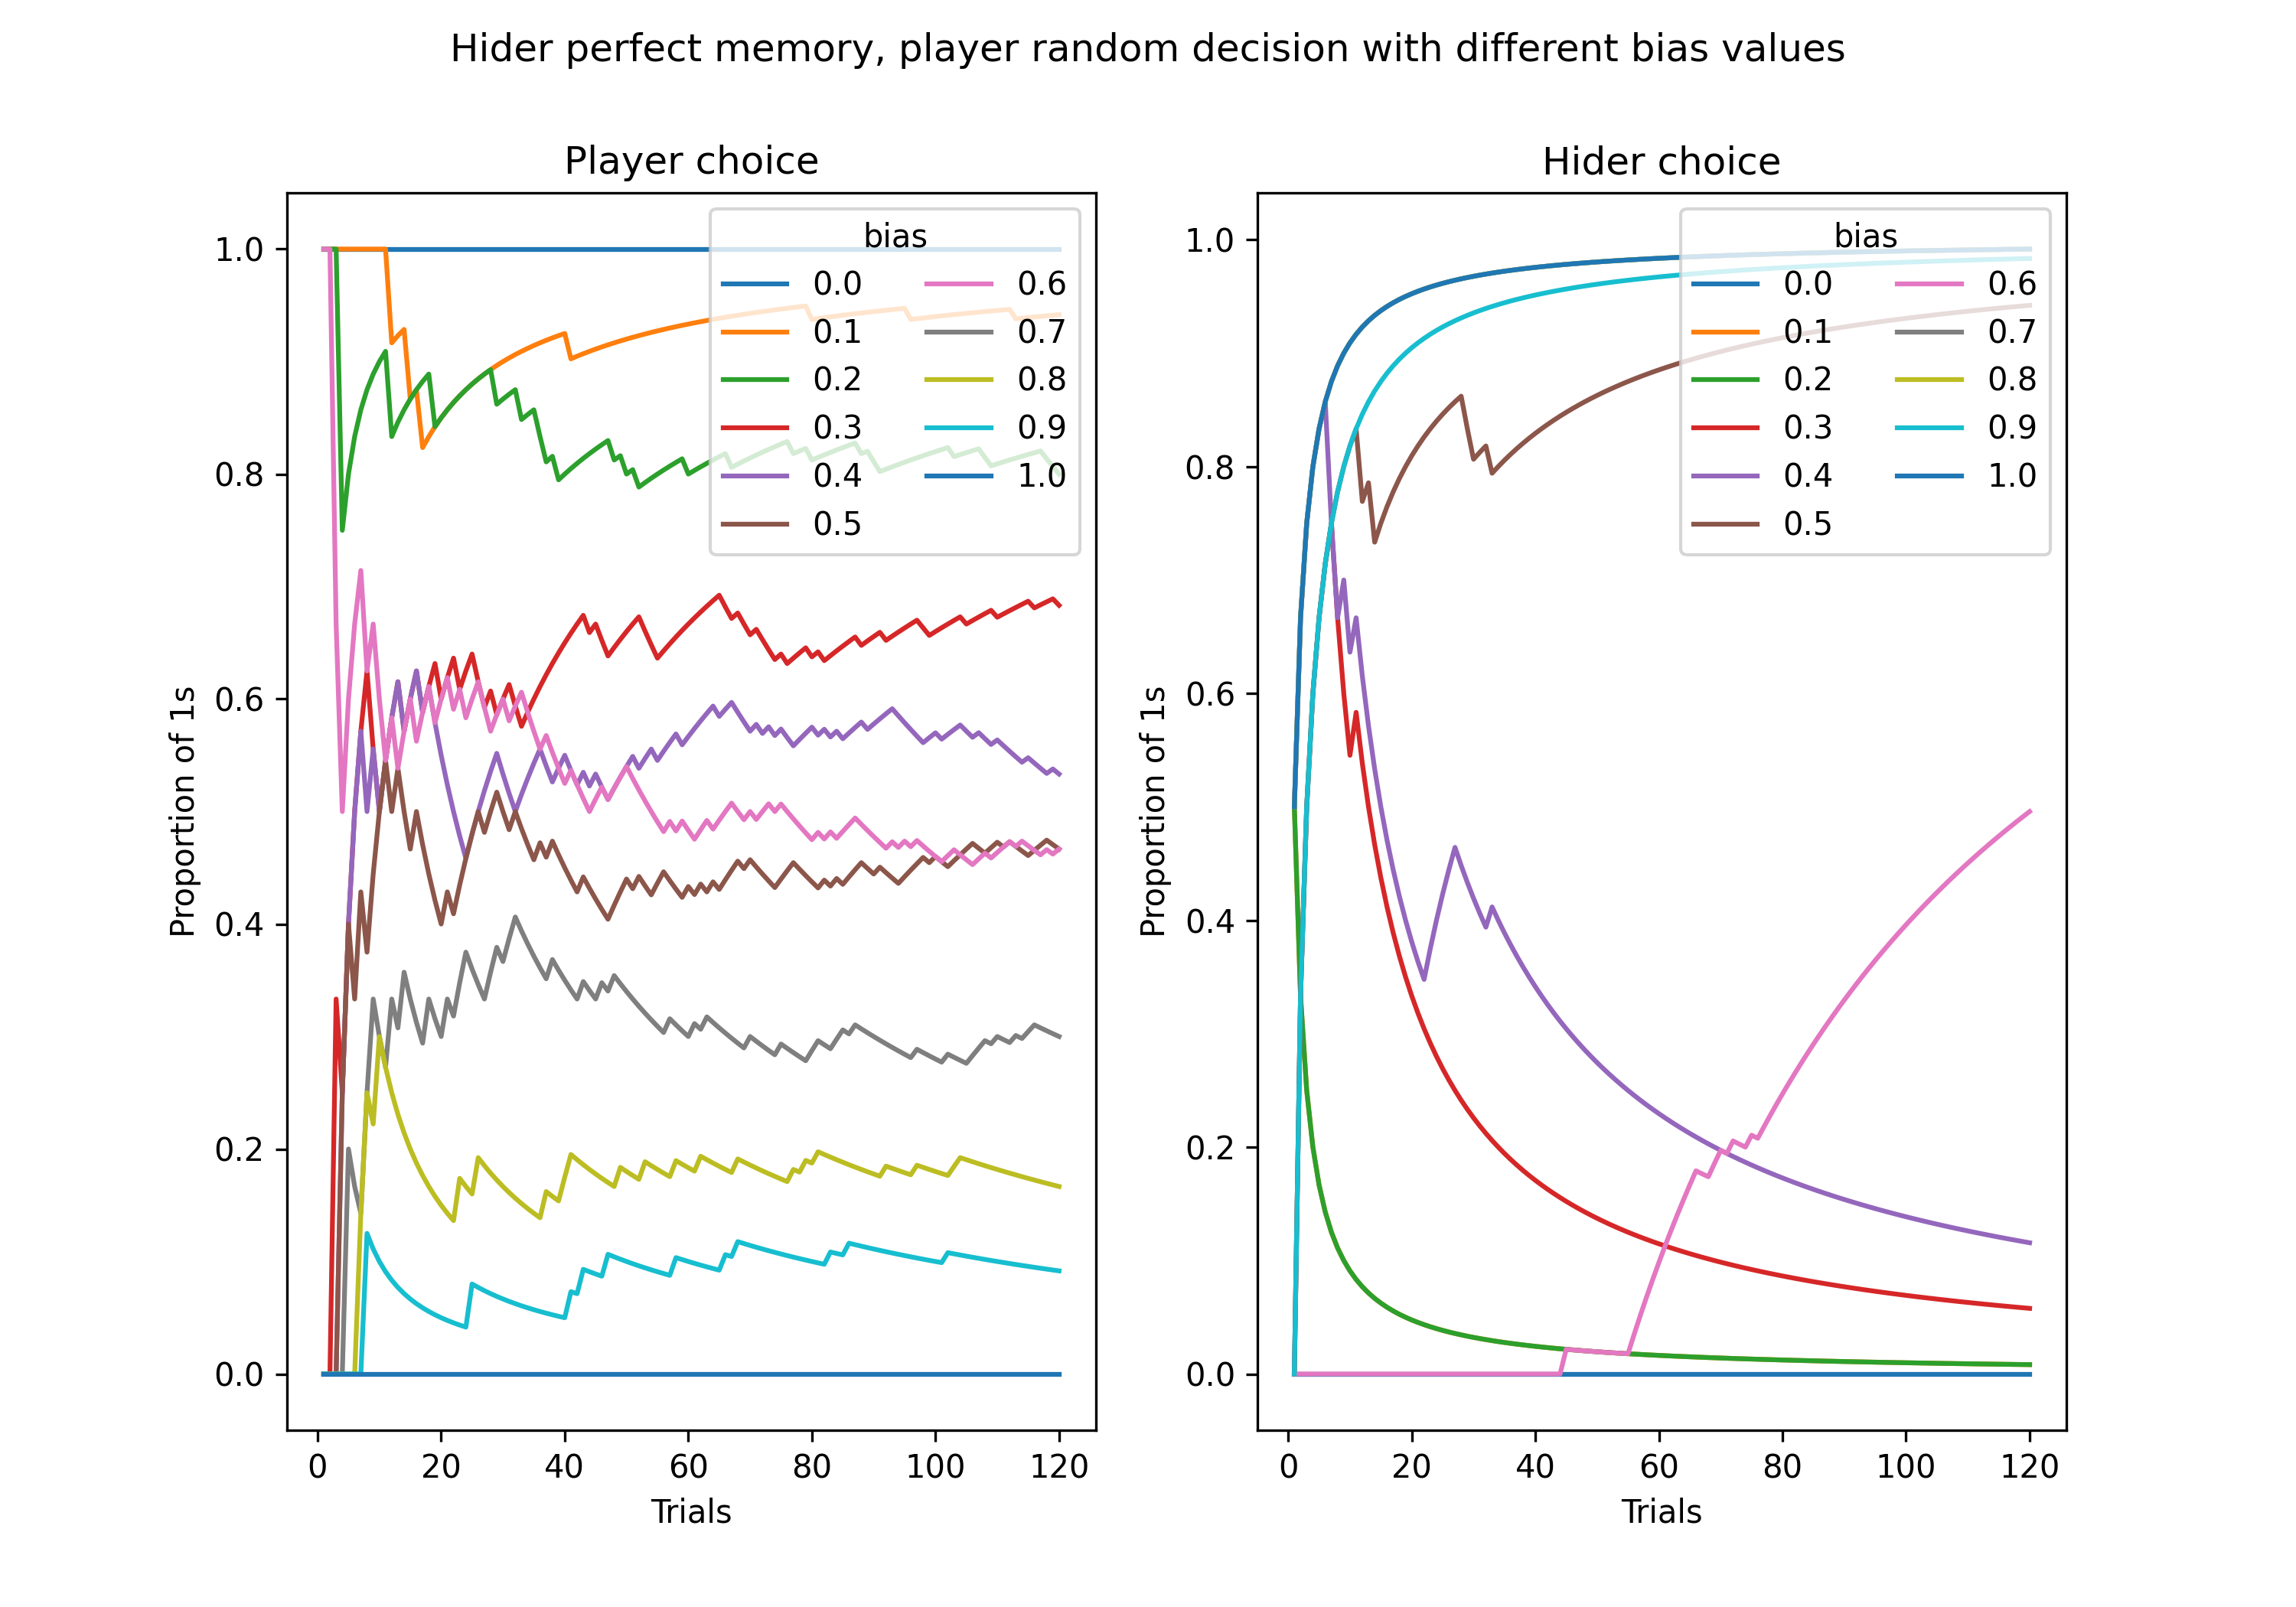 Hider perfect memory, player random decision with different bias values
Player choice
Proportion of 1s
1.0
0.8
0.6
0.4
0.2
0.0
0 20 40 60 80 100 120
Trials
bias
0.0 0.6
0.1 0.7
0.2 0.8
0.3 0.9
0.4 1.0
0.5
Hider choice
Proportion of 1s
1.0
0.8
0.6
0.4
0.2
0.0
0 20 40 60 80 100 120
Trials
bias
0.0 0.6
0.1 0.7
0.2 0.8
0.3 0.9
0.4 1.0
0.5